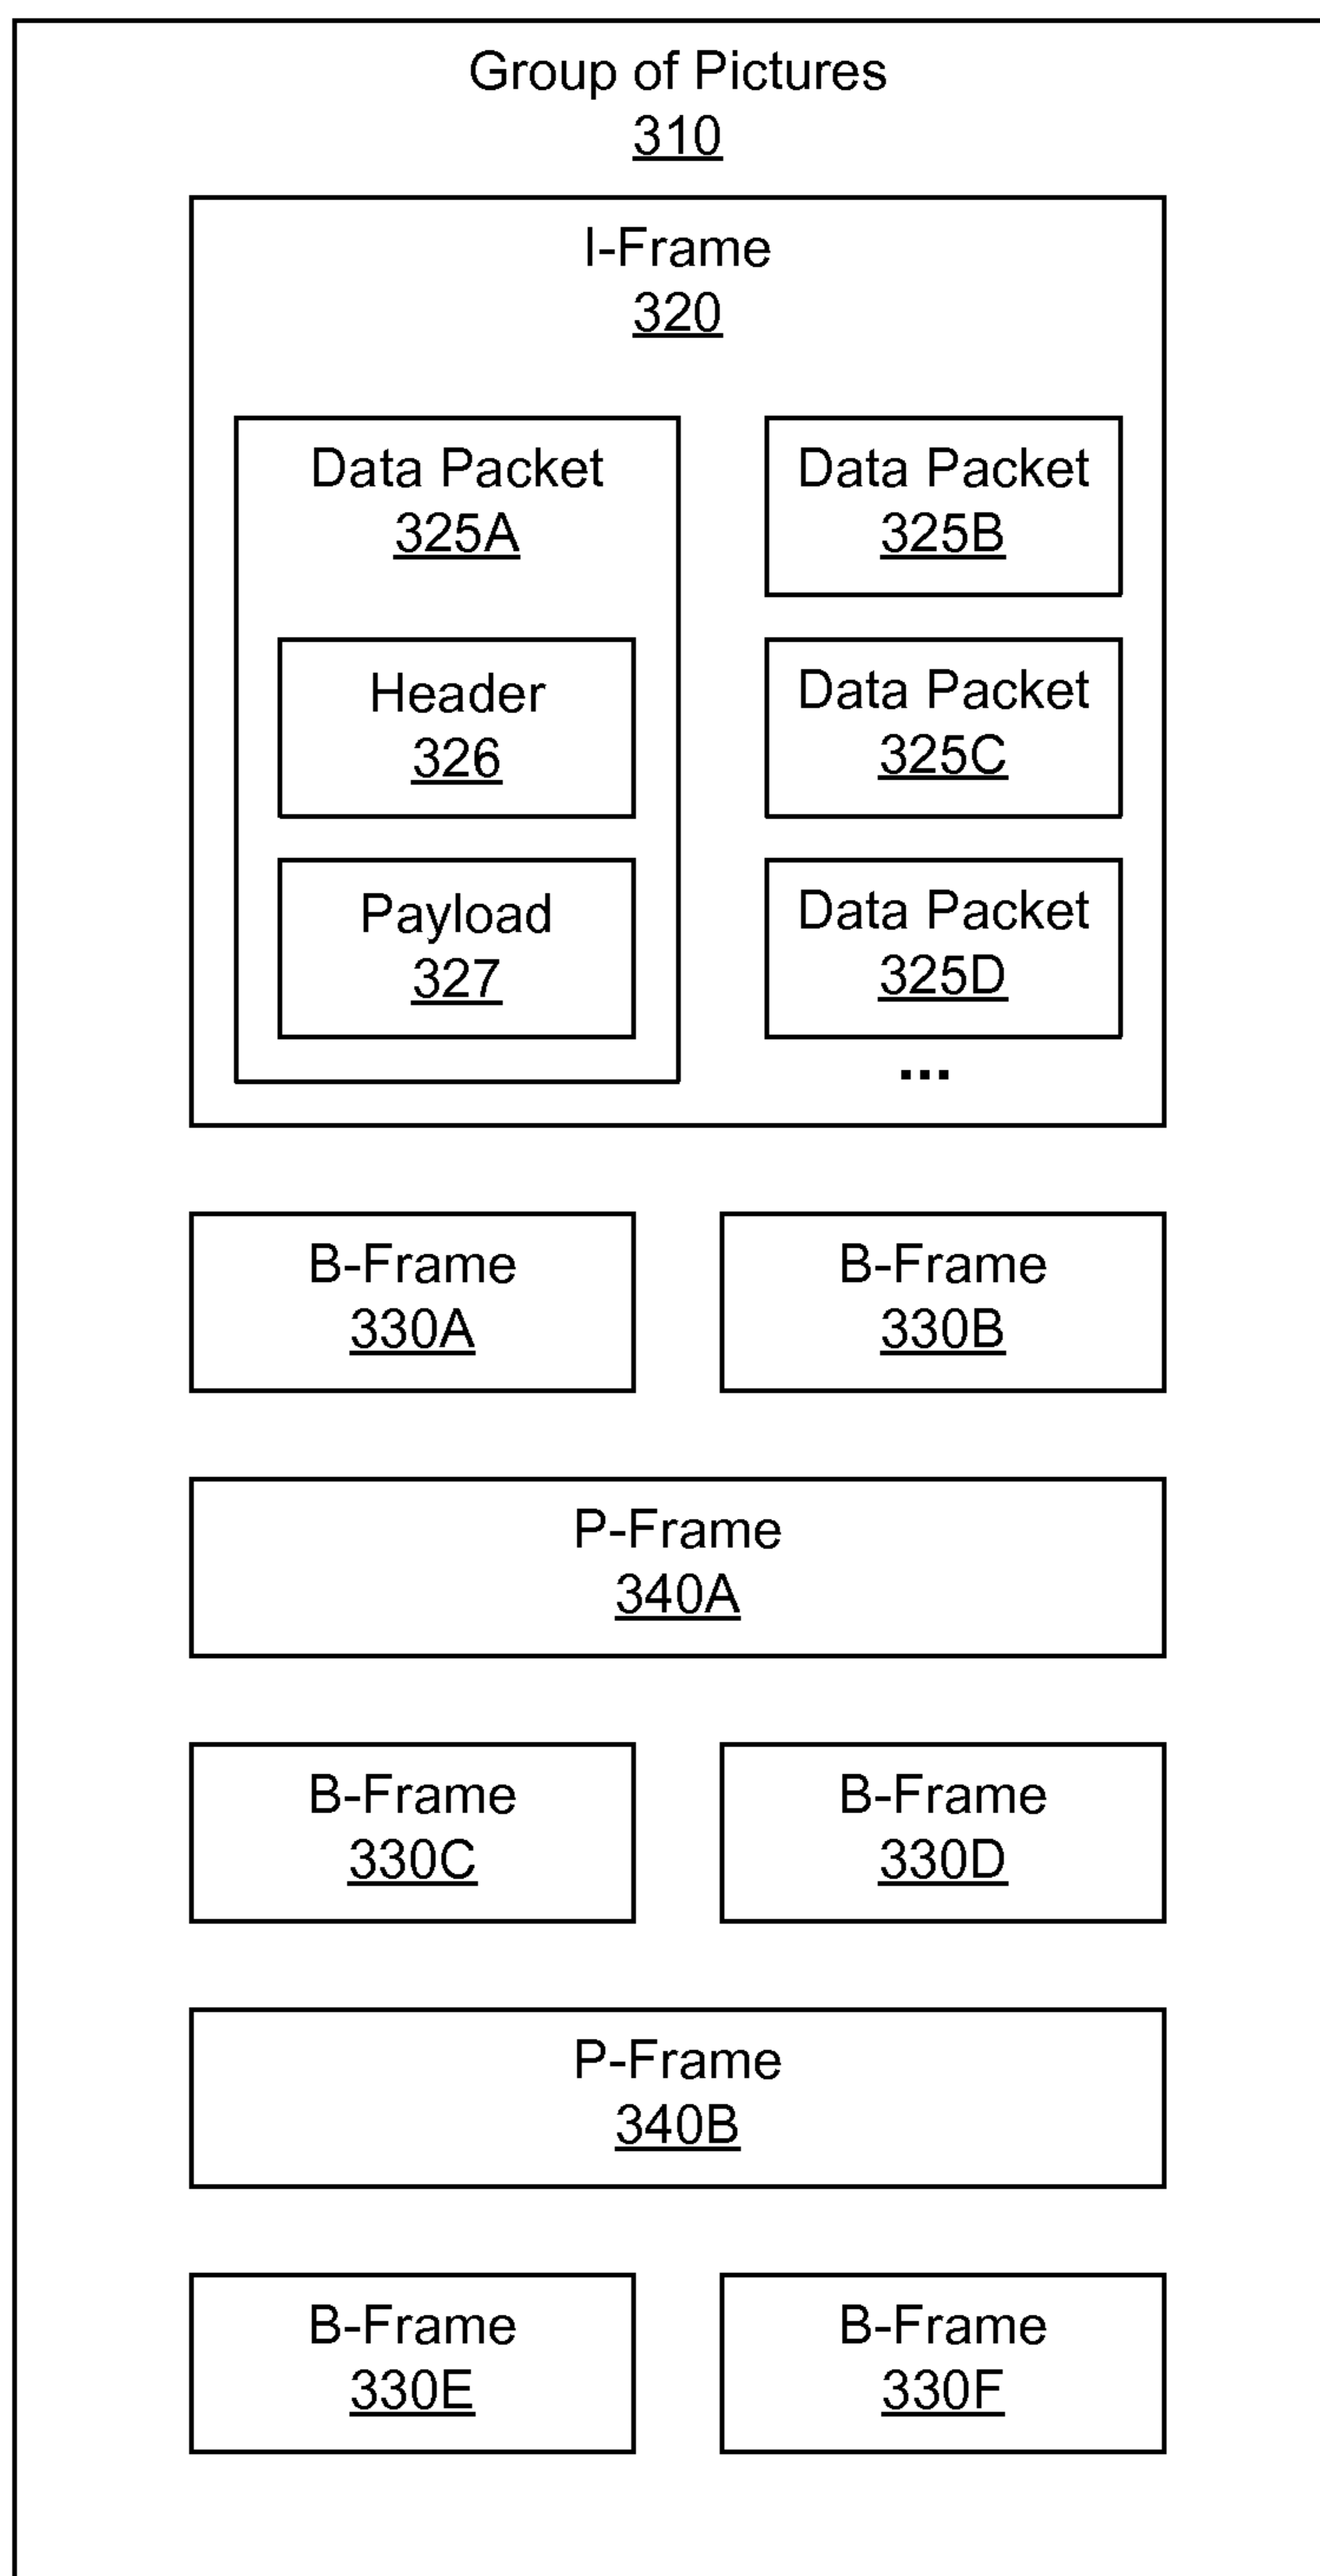 Group of Pictures
310
I-Frame
320
Data Packet
325A
Header
326
Payload
327
Data Packet
325B
Data Packet
325C
Data Packet
325D
...
B-Frame
330A
B-Frame
330B
P-Frame
340A
B-Frame
330C
B-Frame
330D
P-Frame
340B
B-Frame
330E
B-Frame
330F